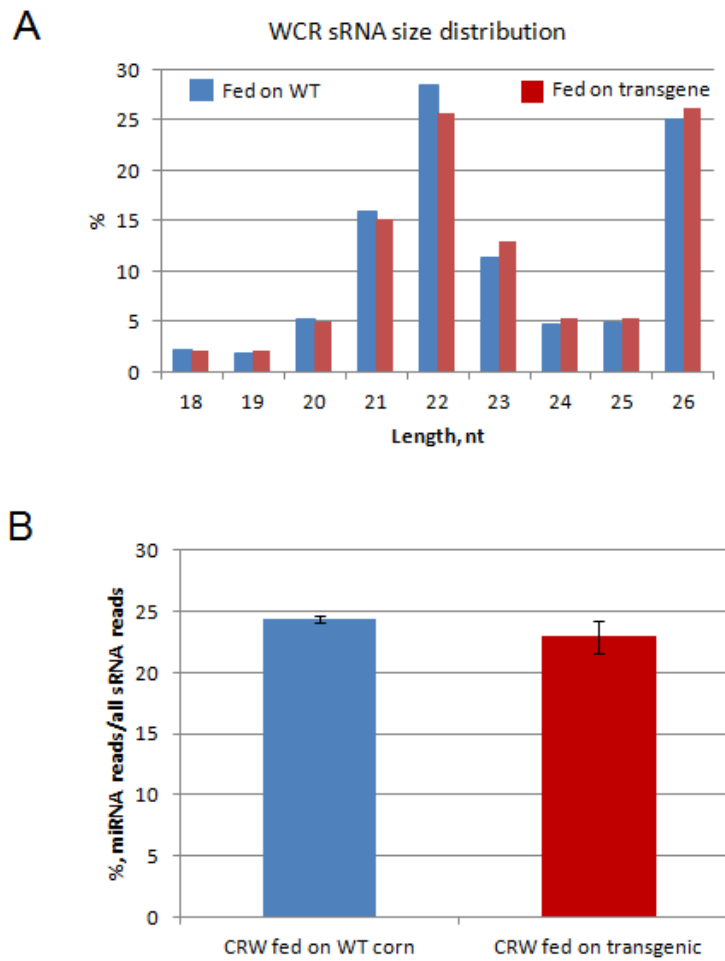 A
WCR sRNA size distribution
Fed on WT
Fed on transgene
30
25
20
15
10
5
0
%
18 19 20 21 22 23 24 25 26
Length, nt
B
30
25
20
15
10
5
0
%, miRNA reads/all sRNA reads
CRW fed on WT corn
CRW fed on transgenic